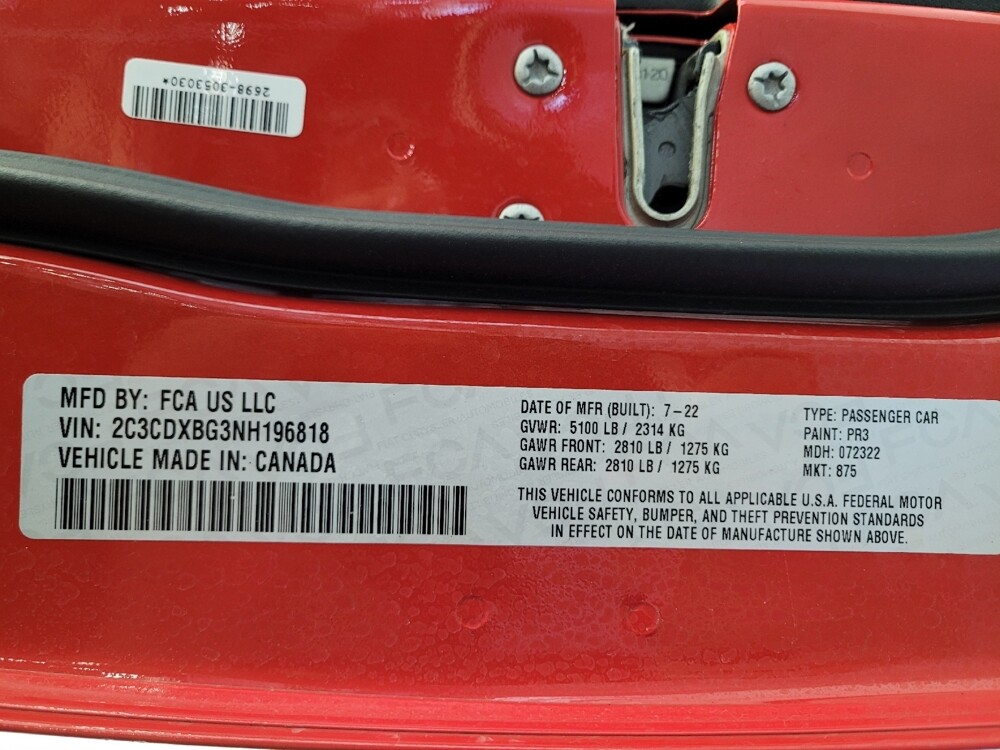 2698-3053030*
MFD BY: FCA US LLC
VIN: 2C3CDXBG3NH196818
VEHICLE MADE IN: CANADA
DATE OF MFR (BUILT): 7-22
GVWR: 5100 LB / 2314 KG
GAWR FRONT: 2810 LB / 1275 KG
GAWR REAR: 2810 LB / 1275 KG
TYPE: PASSENGER CAR
PAINT: PR3
MDH: 072322
MKT: 875
THIS VEHICLE CONFORMS TO ALL APPLICABLE U.S.A. FEDERAL MOTOR
VEHICLE SAFETY, BUMPER, AND THEFT PREVENTION STANDARDS
IN EFFECT ON THE DATE OF MANUFACTURE SHOWN ABOVE.